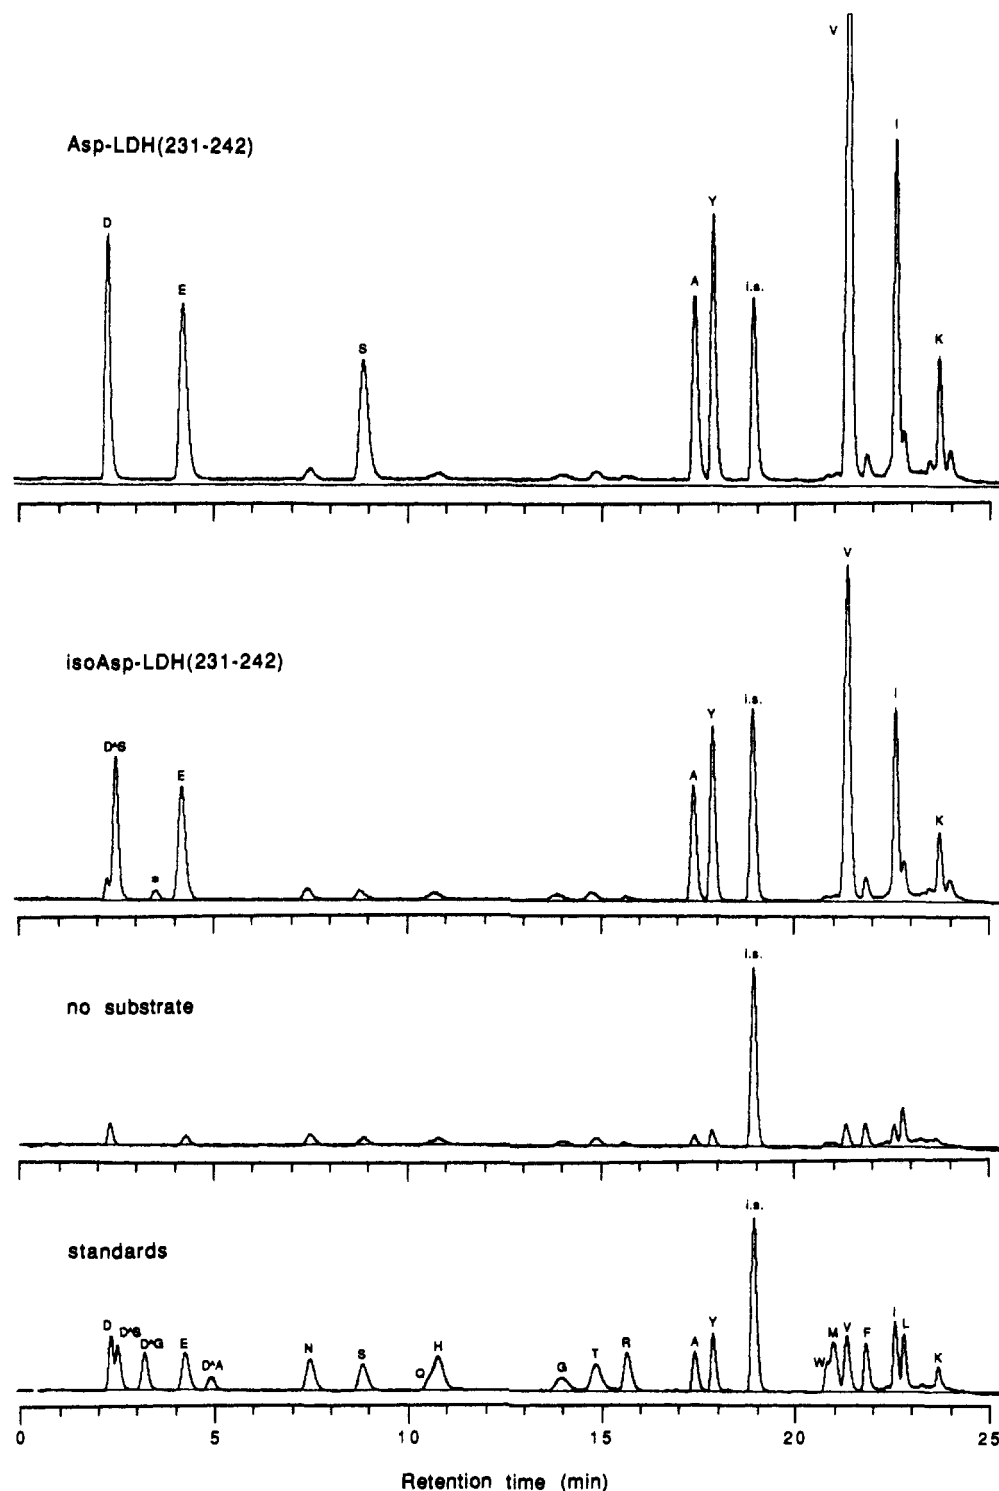 V
Asp-LDH(231-242)
I
D
Y
E
A
i.s.
S
K
V
isoAsp-LDH(231-242)
I
i.s.
Y
D^S
E
A
K
*
i.s.
no substrate
i.s.
standards
D
D^S
D^G
E
D^A
N
S
Q
H
G
T
R
A
Y
W
M
V
F
I
L
K
0 5 10 15 20 25
Retention time (min)